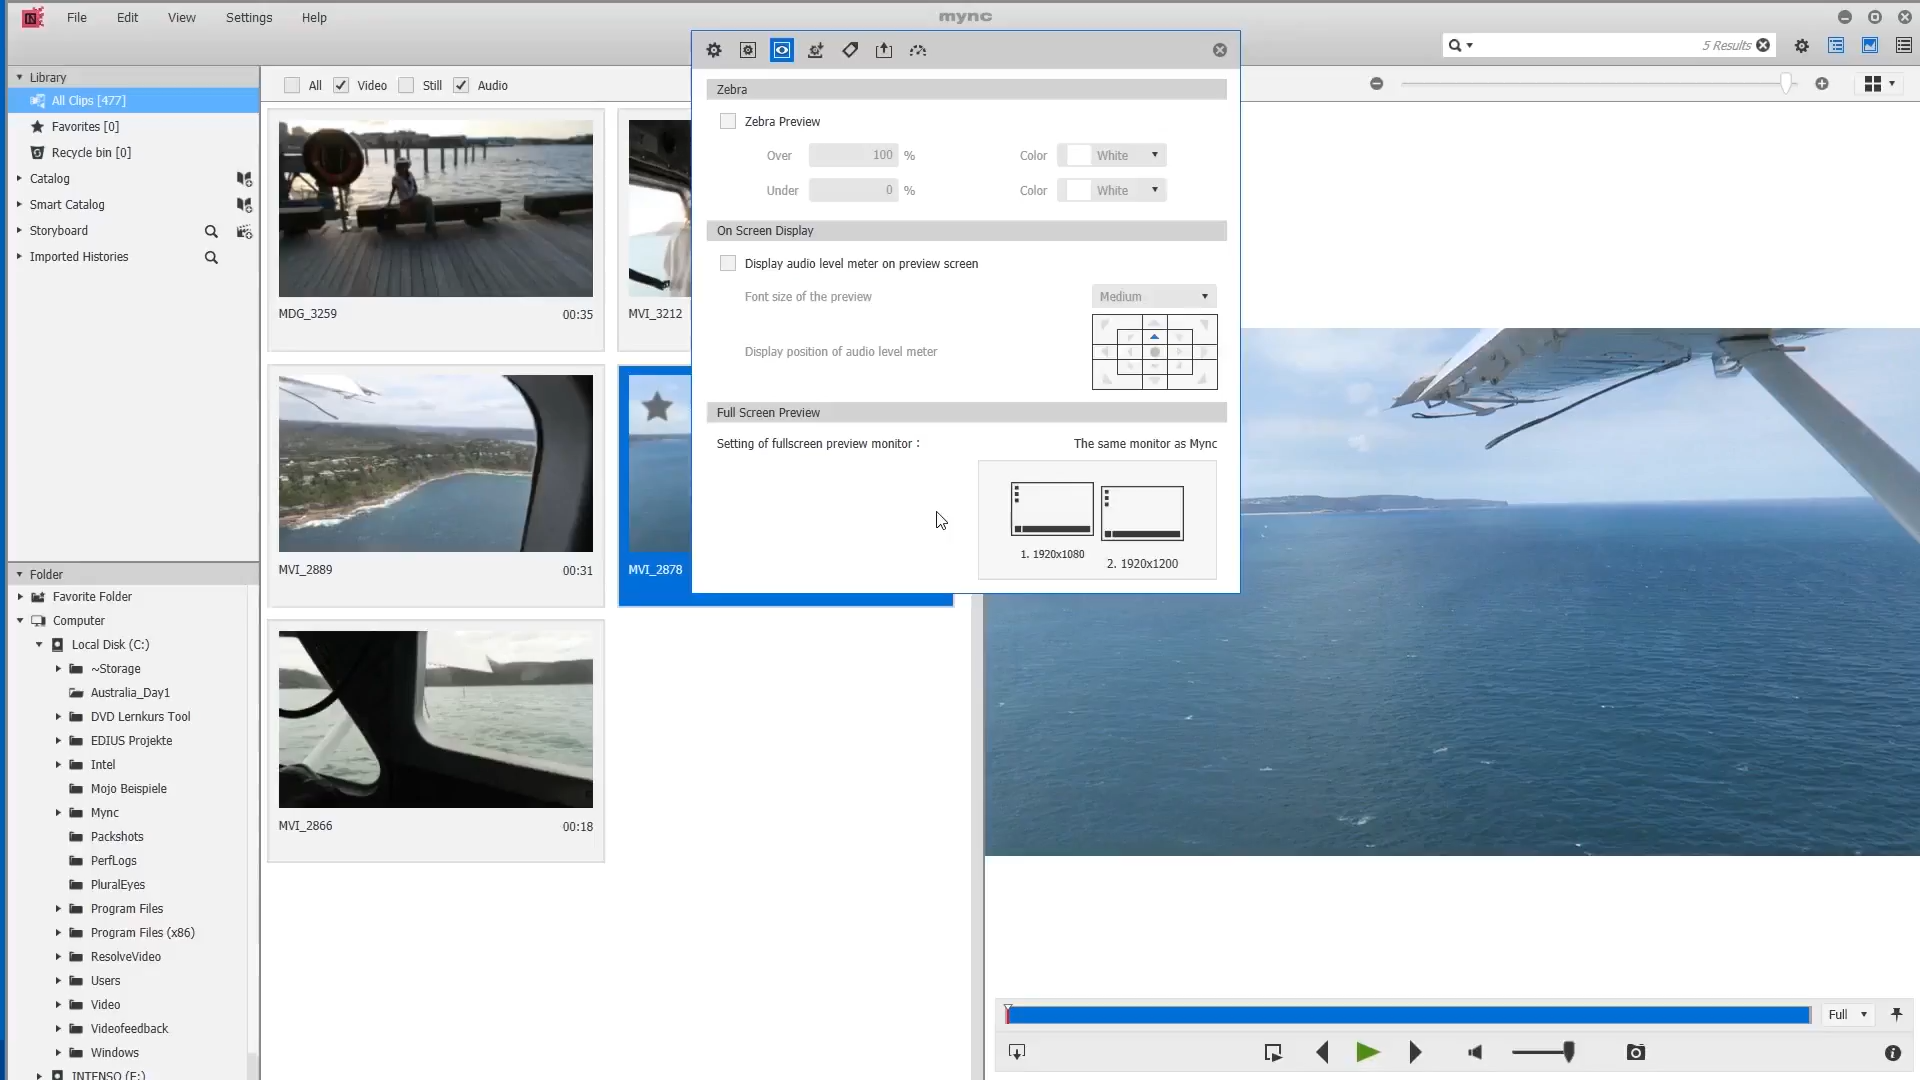 File Edit View Settings Help
mync
5 Results
Library
All Clips [477]
Favorites [0]
Recycle bin [0]
Catalog
Smart Catalog
Storyboard
Imported Histories
All Video Still Audio
MDG_3259 00:35
MVI_3212
MVI_2889 00:31
MVI_2878
MVI_2866 00:18
Zebra
Zebra Preview
Over 100 % Color White
Under 0 % Color White
On Screen Display
Display audio level meter on preview screen
Font size of the preview Medium
Display position of audio level meter
Full Screen Preview
Setting of fullscreen preview monitor : The same monitor as Mync
1. 1920x1080
2. 1920x1200
Folder
Favorite Folder
Computer
Local Disk (C:)
~Storage
Australia_Day1
DVD Lernkurs Tool
EDIUS Projekte
Intel
Mojo Beispiele
Mync
Packshots
PerfLogs
PluralEyes
Program Files
Program Files (x86)
ResolveVideo
Users
Video
Videofeedback
Windows
INTENSO (E:)
Full